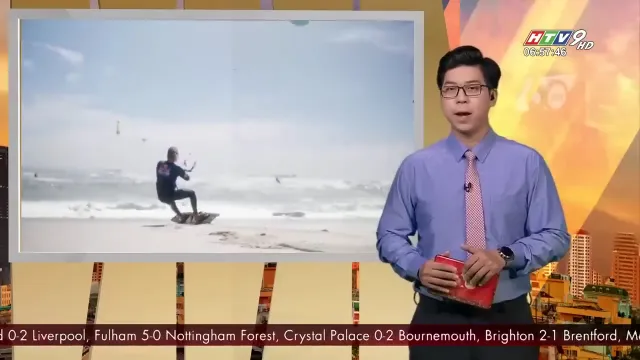 HTV9 HD
06:57:46
d 0-2 Liverpool, Fulham 5-0 Nottingham Forest, Crystal Palace 0-2 Bournemouth, Brighton 2-1 Brentford, M